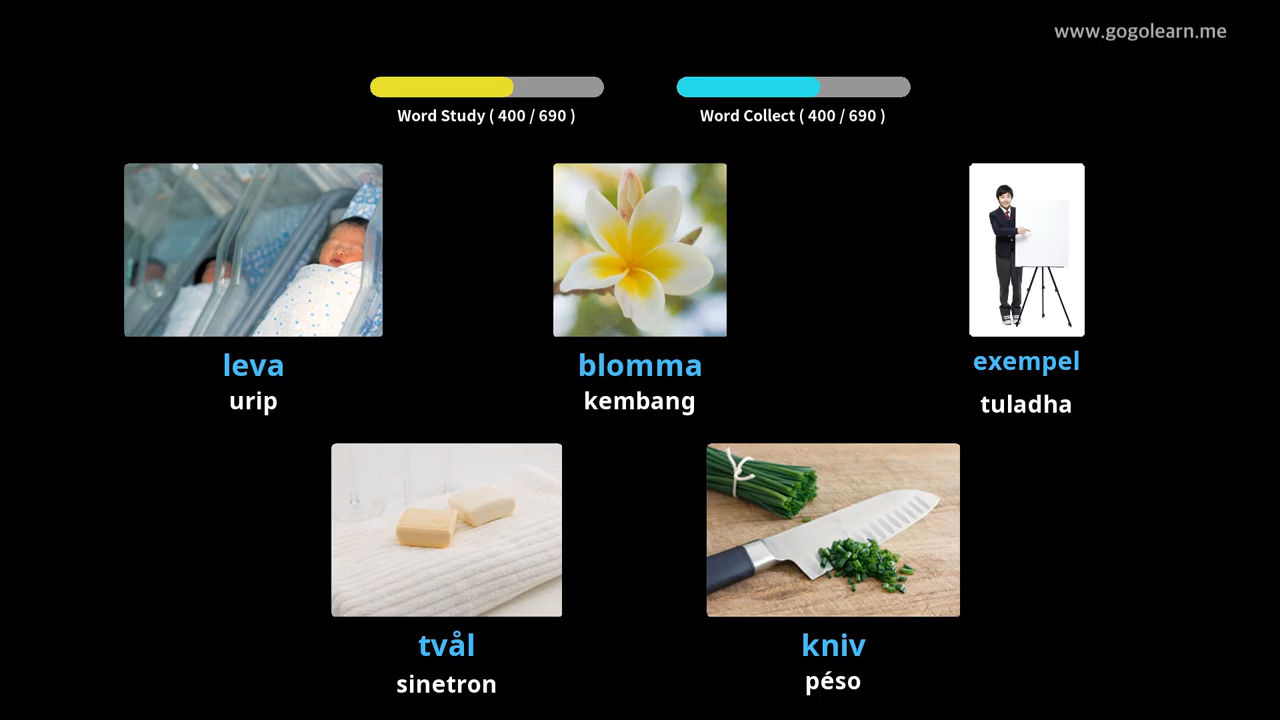 www.gogolearn.me
Word Study ( 400 / 690 )
Word Collect ( 400 / 690 )
leva
urip
blomma
kembang
exempel
tuladha
tvål
sinetron
kniv
péso